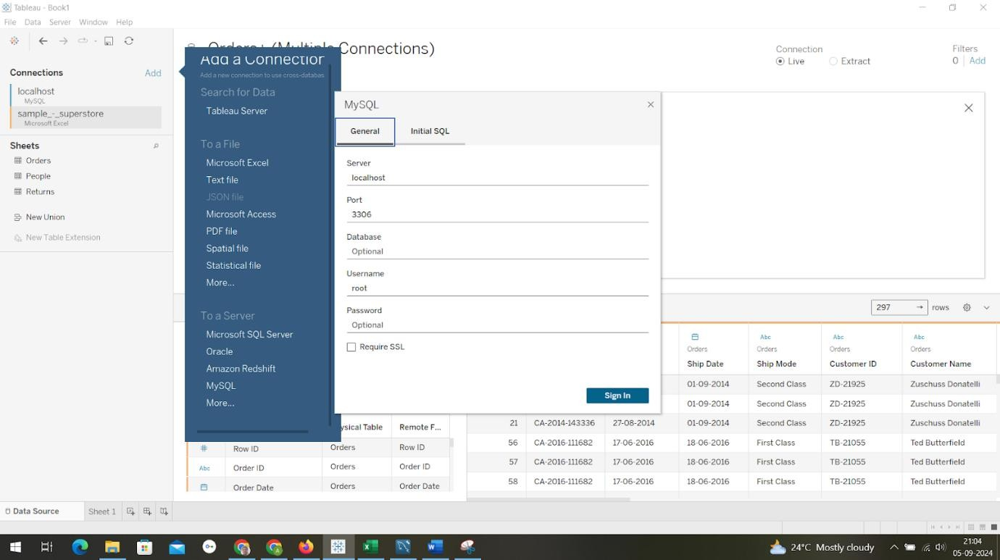 Tableau - Book1
File Data Server Window Help
Connections Add
localhost
MySQL
sample_-_superstore
Microsoft Excel
Sheets
Orders
People
Returns
New Union
New Table Extension
Orders+ (Multiple Connections)
Connection
Live Extract
Filters
0 Add
Add a Connection
Add a new connection to use cross-databas
Search for Data
Tableau Server
To a File
Microsoft Excel
Text file
JSON file
Microsoft Access
PDF file
Spatial file
Statistical file
More...
To a Server
Microsoft SQL Server
Oracle
Amazon Redshift
MySQL
More...
MySQL
General Initial SQL
Server
localhost
Port
3306
Database
Optional
Username
root
Password
Optional
Require SSL
Sign In
297 → rows
Abc Abc Abc
Orders Orders Orders Orders
Ship Date Ship Mode Customer ID Customer Name
01-09-2014 Second Class ZD-21925 Zuschuss Donatelli
01-09-2014 Second Class ZD-21925 Zuschuss Donatelli
21 CA-2014-143336 27-08-2014 01-09-2014 Second Class ZD-21925 Zuschuss Donatelli
56 CA-2016-111682 17-06-2016 18-06-2016 First Class TB-21055 Ted Butterfield
57 CA-2016-111682 17-06-2016 18-06-2016 First Class TB-21055 Ted Butterfield
58 CA-2016-111682 17-06-2016 18-06-2016 First Class TB-21055 Ted Butterfield
ysical Table Remote F...
# Row ID Orders Row ID
Abc Order ID Orders Order ID
Order Date Orders Order Date
Data Source Sheet 1
24°C Mostly cloudy
21:04
05-09-2024